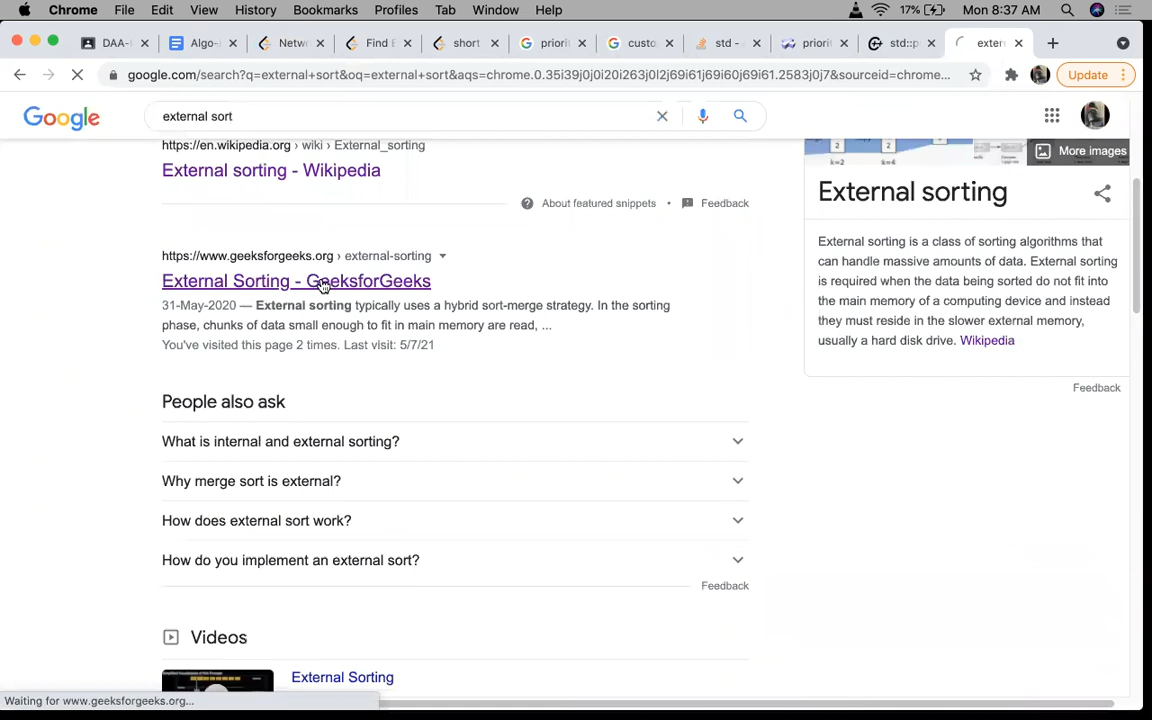 Chrome File Edit View History Bookmarks Profiles Tab Window Help 17% Mon 8:37 AM
DAA- Algo- Netw Find E short priorit custo std - priorit std::p exter
google.com/search?q=external+sort&oq=external+sort&aqs=chrome.0.35i39j0j0i20i263j0l2j69i61j69i60j69i61.2583j0j7&sourceid=chrome... Update
Google external sort
https://en.wikipedia.org › wiki › External_sorting
External sorting - Wikipedia
About featured snippets • Feedback
https://www.geeksforgeeks.org › external-sorting
External Sorting - GeeksforGeeks
31-May-2020 — External sorting typically uses a hybrid sort-merge strategy. In the sorting
phase, chunks of data small enough to fit in main memory are read, ...
You've visited this page 2 times. Last visit: 5/7/21
People also ask
What is internal and external sorting?
Why merge sort is external?
How does external sort work?
How do you implement an external sort?
Feedback
Videos
External Sorting
2 2
k=2 k=4
More images
External sorting
External sorting is a class of sorting algorithms that
can handle massive amounts of data. External sorting
is required when the data being sorted do not fit into
the main memory of a computing device and instead
they must reside in the slower external memory,
usually a hard disk drive. Wikipedia
Feedback
Waiting for www.geeksforgeeks.org...